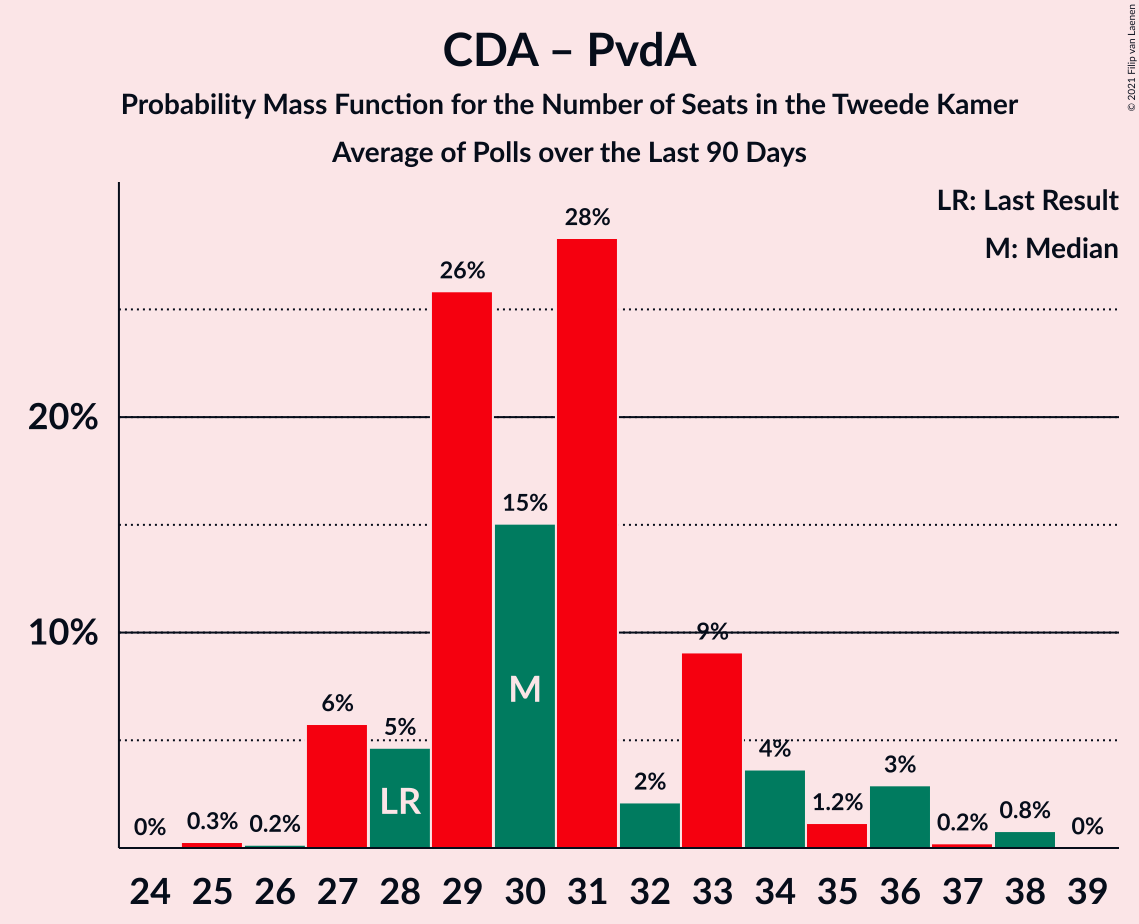 CDA – PvdA
Probability Mass Function for the Number of Seats in the Tweede Kamer
Average of Polls over the Last 90 Days
© 2021 Filip van Laenen
LR: Last Result
M: Median
28%
26%
20%
15%
10%
9%
6%
5%
4%
3%
2%
1.2%
0.8%
0% 0.3% 0.2%
0.2%
0%
M
LR
24 25 26 27 28 29 30 31 32 33 34 35 36 37 38 39